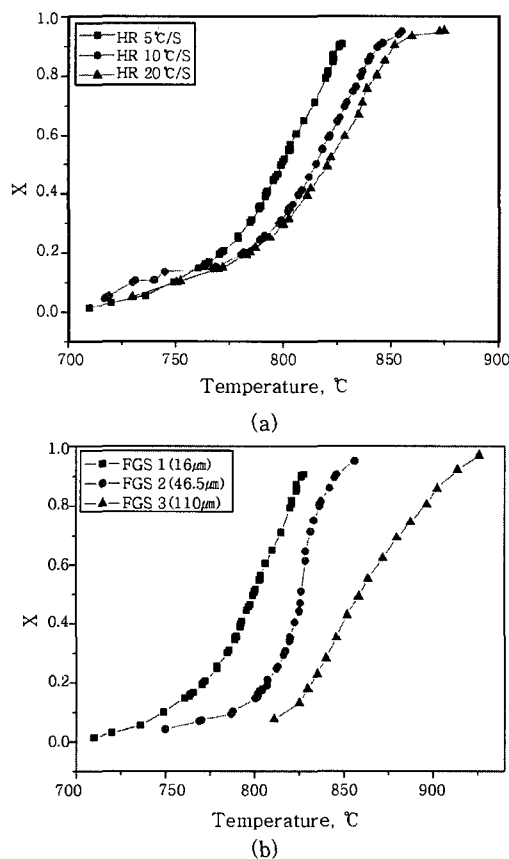 HR 5℃/S
HR 10℃/S
HR 20℃/S
1.0
0.8
0.6
0.4
0.2
0.0
X
700 750 800 850 900
Temperature, ℃
(a)
FGS 1(16㎛)
FGS 2(46.5㎛)
FGS 3(110㎛)
1.0
0.8
0.6
0.4
0.2
0.0
X
700 750 800 850 900
Temperature, ℃
(b)